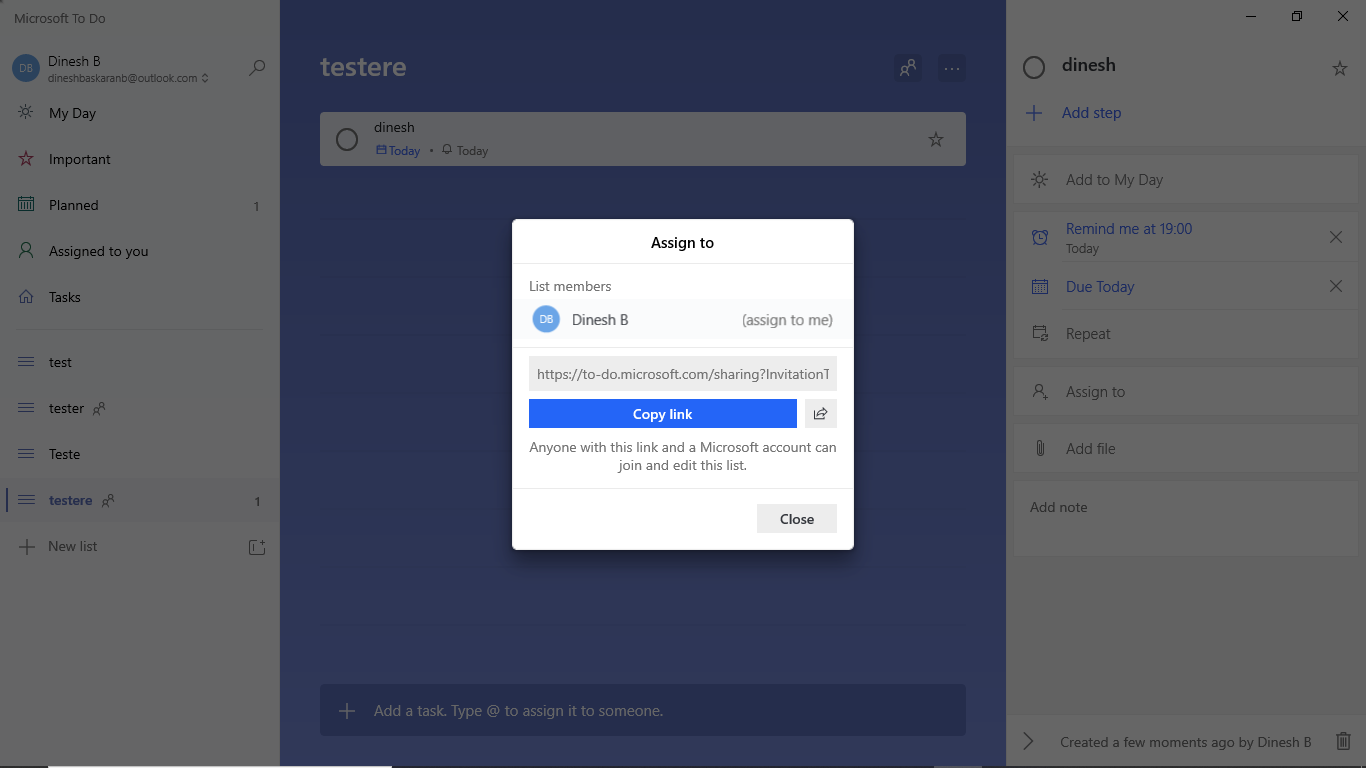 Microsoft To Do
DB
Dinesh B
dineshbaskaranb@outlook.com
My Day
Important
Planned
1
Assigned to you
Tasks
test
tester
Teste
testere
1
New list
testere
...
dinesh
Today • Today
Add a task. Type @ to assign it to someone.
Assign to
List members
DB
Dinesh B
(assign to me)
https://to-do.microsoft.com/sharing?InvitationT
Copy link
Anyone with this link and a Microsoft account can
join and edit this list.
Close
dinesh
Add step
Add to My Day
Remind me at 19:00
Today
Due Today
Repeat
Assign to
Add file
Add note
Created a few moments ago by Dinesh B